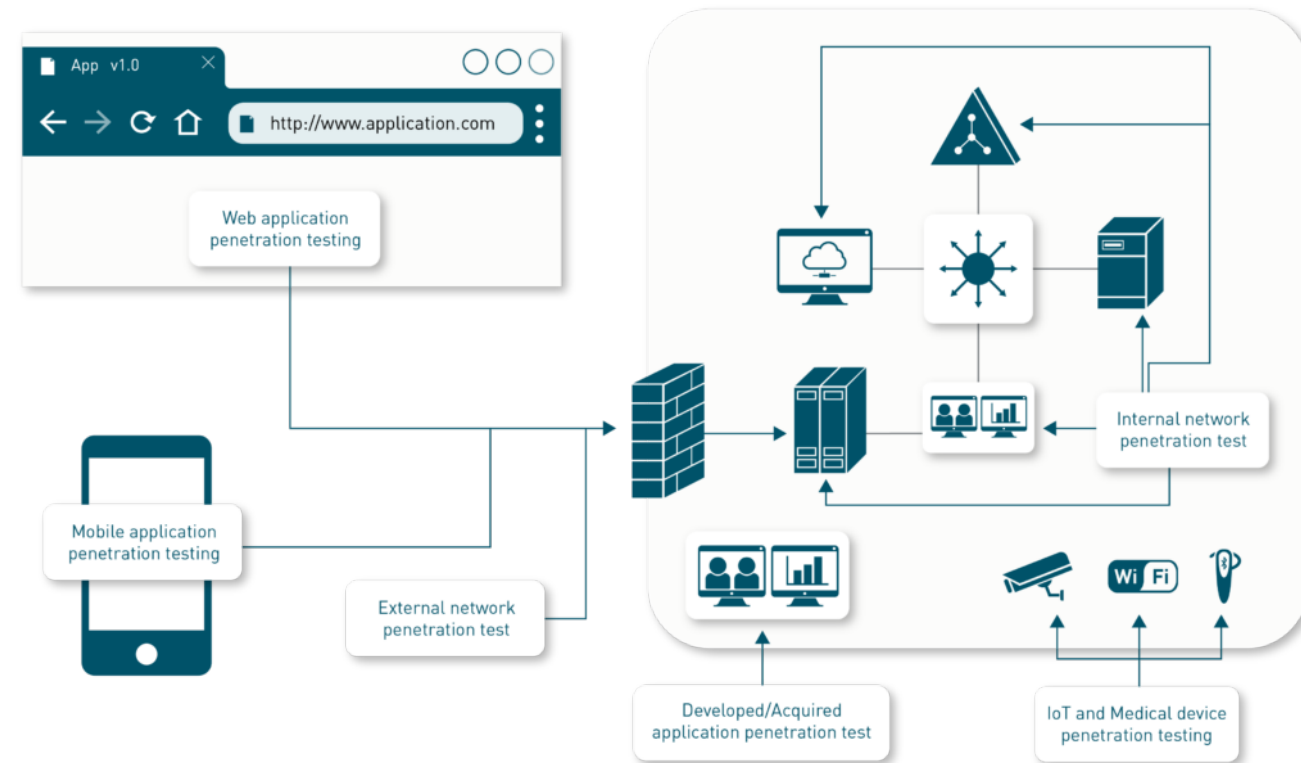 App v1.0
http://www.application.com
Web application
penetration testing
Mobile application
penetration testing
External network
penetration test
Internal network
penetration test
Wi Fi
Developed/Acquired
application penetration test
IoT and Medical device
penetration testing